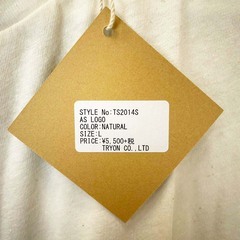 STYLE No:TS2014S
AS LOGO
COLOR:NATURAL
SIZE:L
PRICE:¥5,500+税
TRYON CO.,LTD